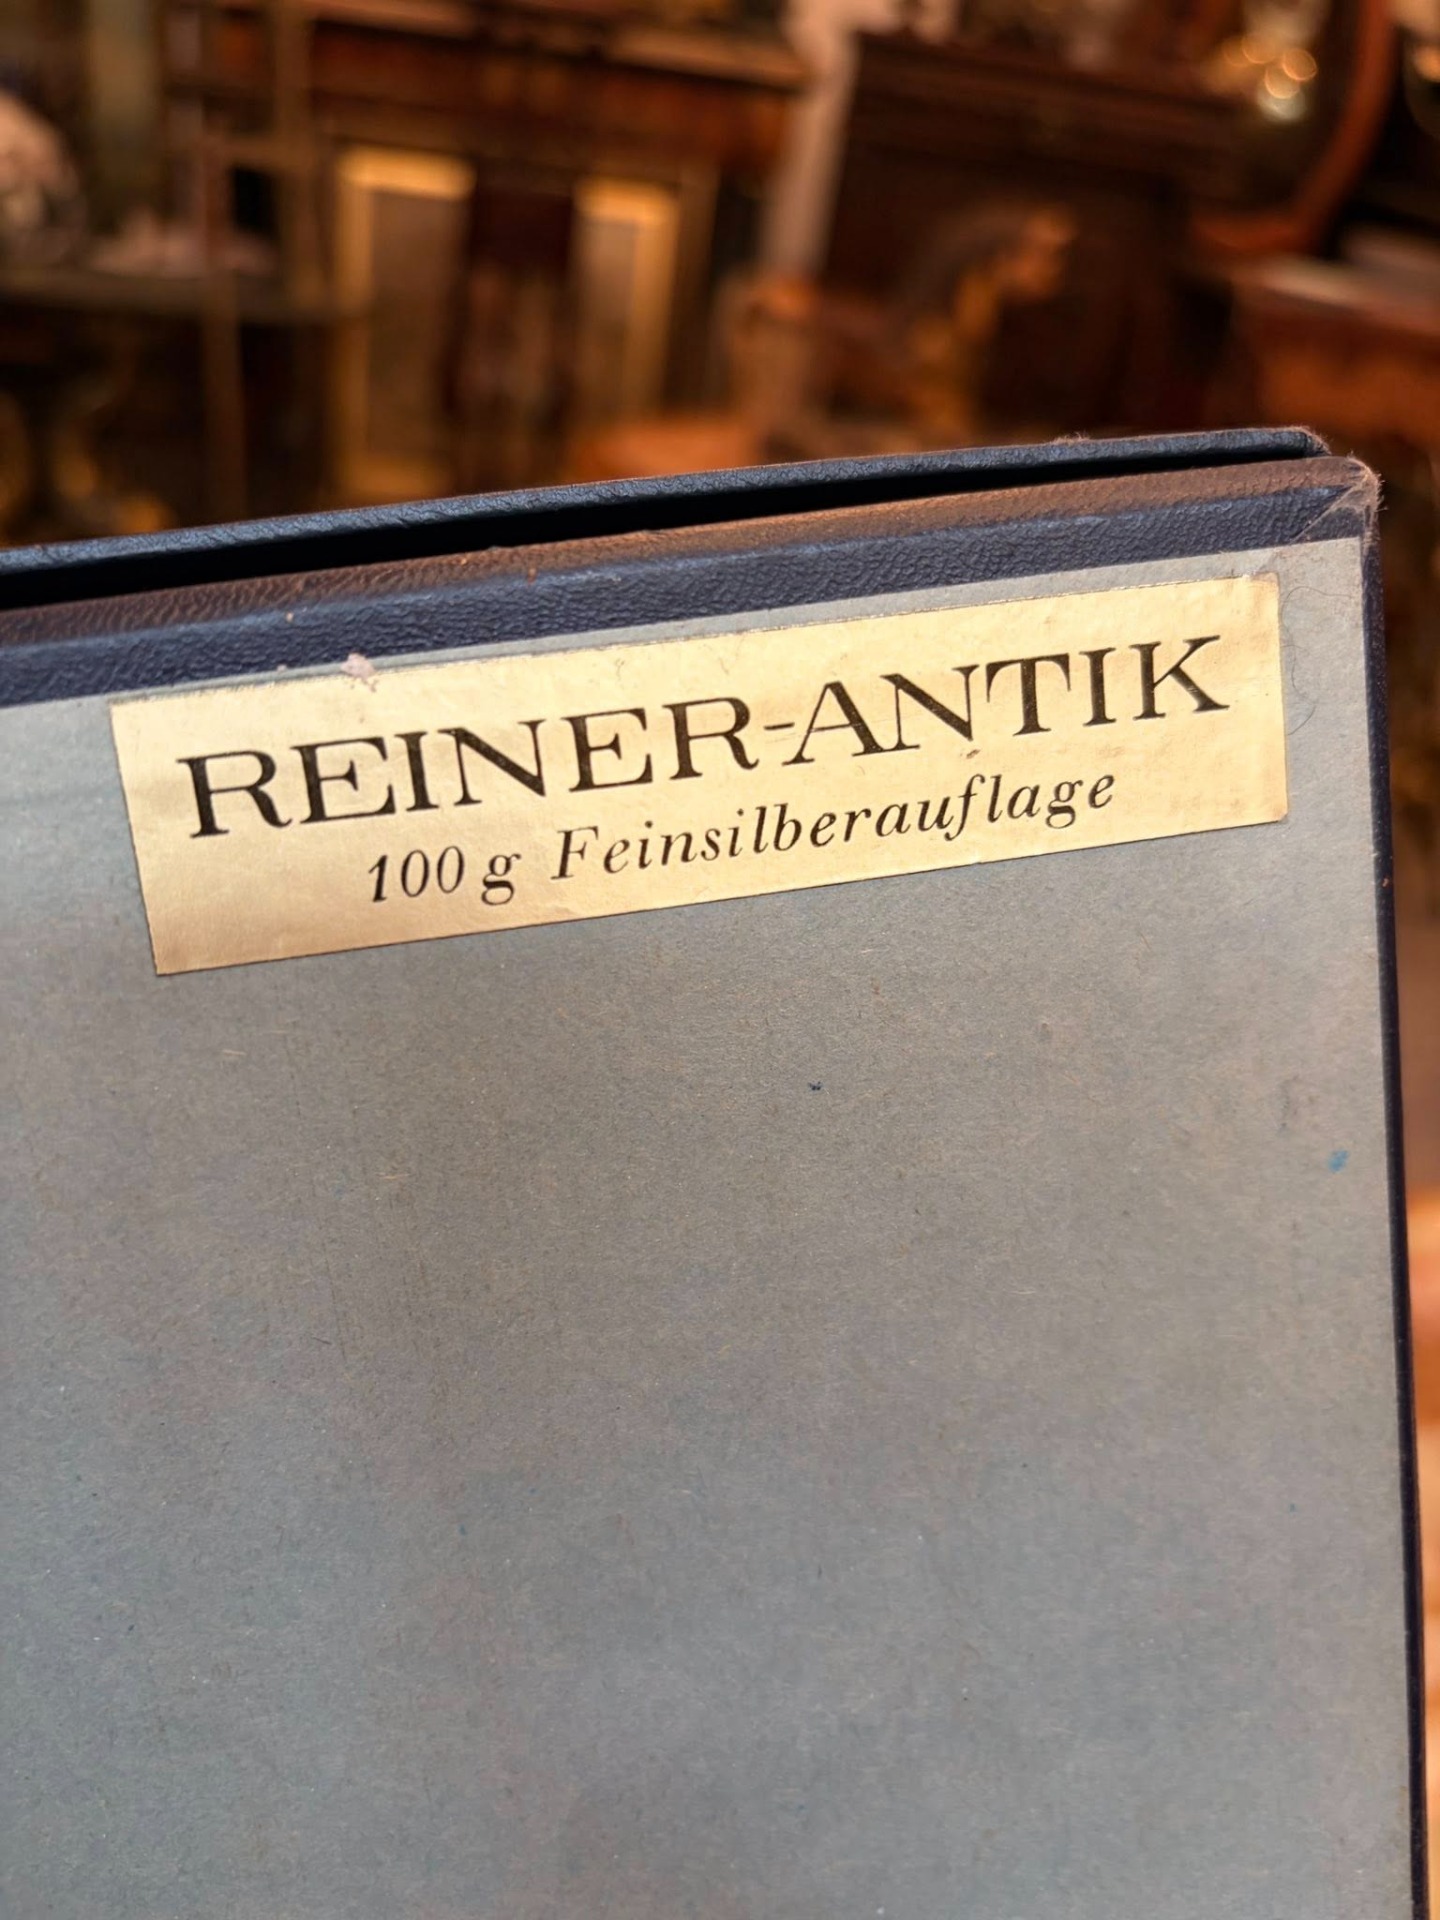 REINER-ANTIK
100 g Feinsilberauflage